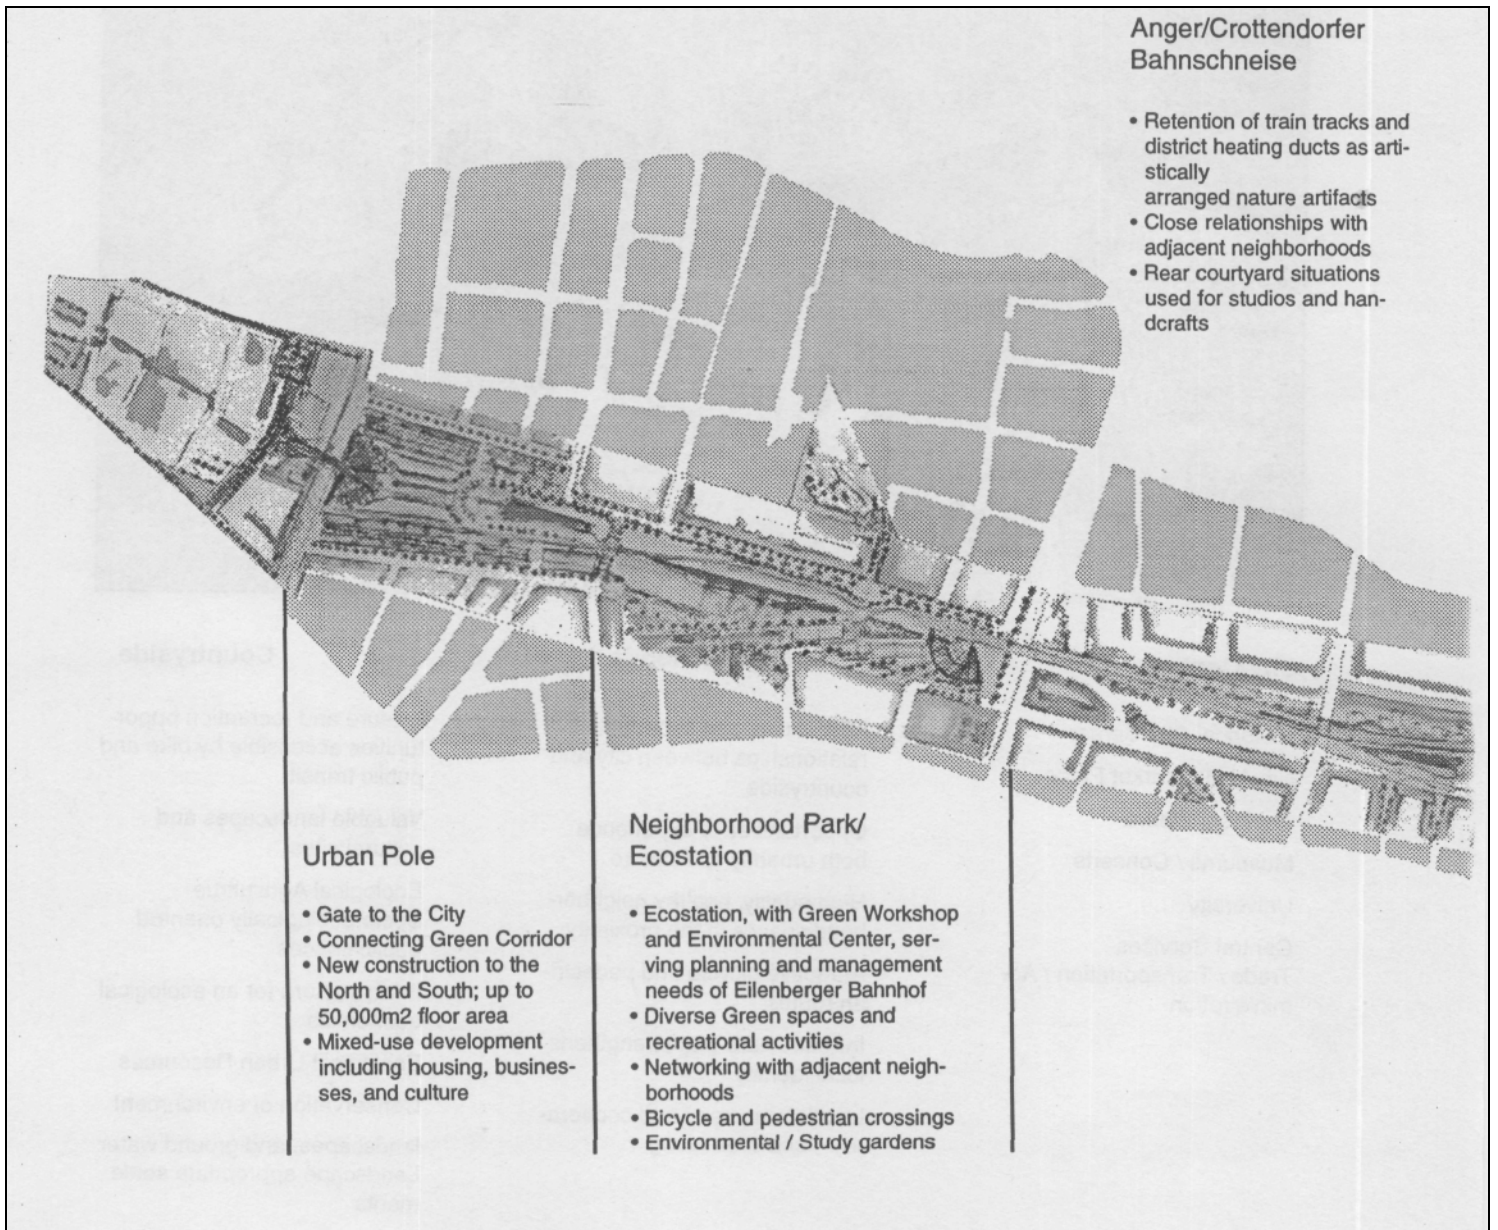 Anger/Crottendorfer
Bahnschneise
• Retention of train tracks and
district heating ducts as arti-
stically
arranged nature artifacts
• Close relationships with
adjacent neighborhoods
• Rear courtyard situations
used for studios and han-
dcrafts
Urban Pole
• Gate to the City
• Connecting Green Corridor
• New construction to the
North and South; up to
50,000m2 floor area
• Mixed-use development
including housing, busines-
ses, and culture
Neighborhood Park/
Ecostation
• Ecostation, with Green Workshop
and Environmental Center, ser-
ving planning and management
needs of Eilenberger Bahnhof
• Diverse Green spaces and
recreational activities
• Networking with adjacent neigh-
borhoods
• Bicycle and pedestrian crossings
• Environmental / Study gardens